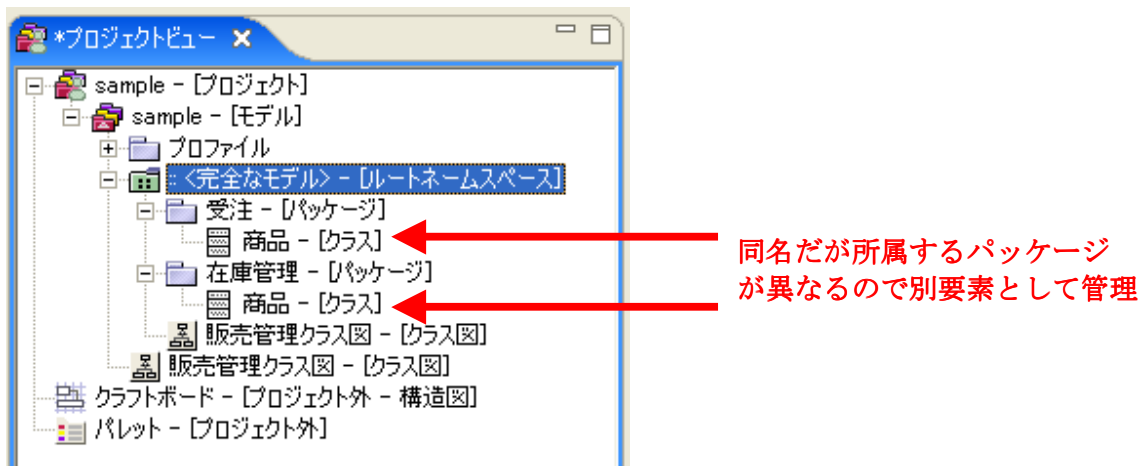 *プロジェクトビュー
sample - [プロジェクト]
sample - [モデル]
プロファイル
:: <完全なモデル> - [ルートネームスペース]
受注 - [パッケージ]
商品 - [クラス]
在庫管理 - [パッケージ]
商品 - [クラス]
販売管理クラス図 - [クラス図]
販売管理クラス図 - [クラス図]
クラフトボード - [プロジェクト外 - 構造図]
パレット - [プロジェクト外]
同名だが所属するパッケージ
が異なるので別要素として管理